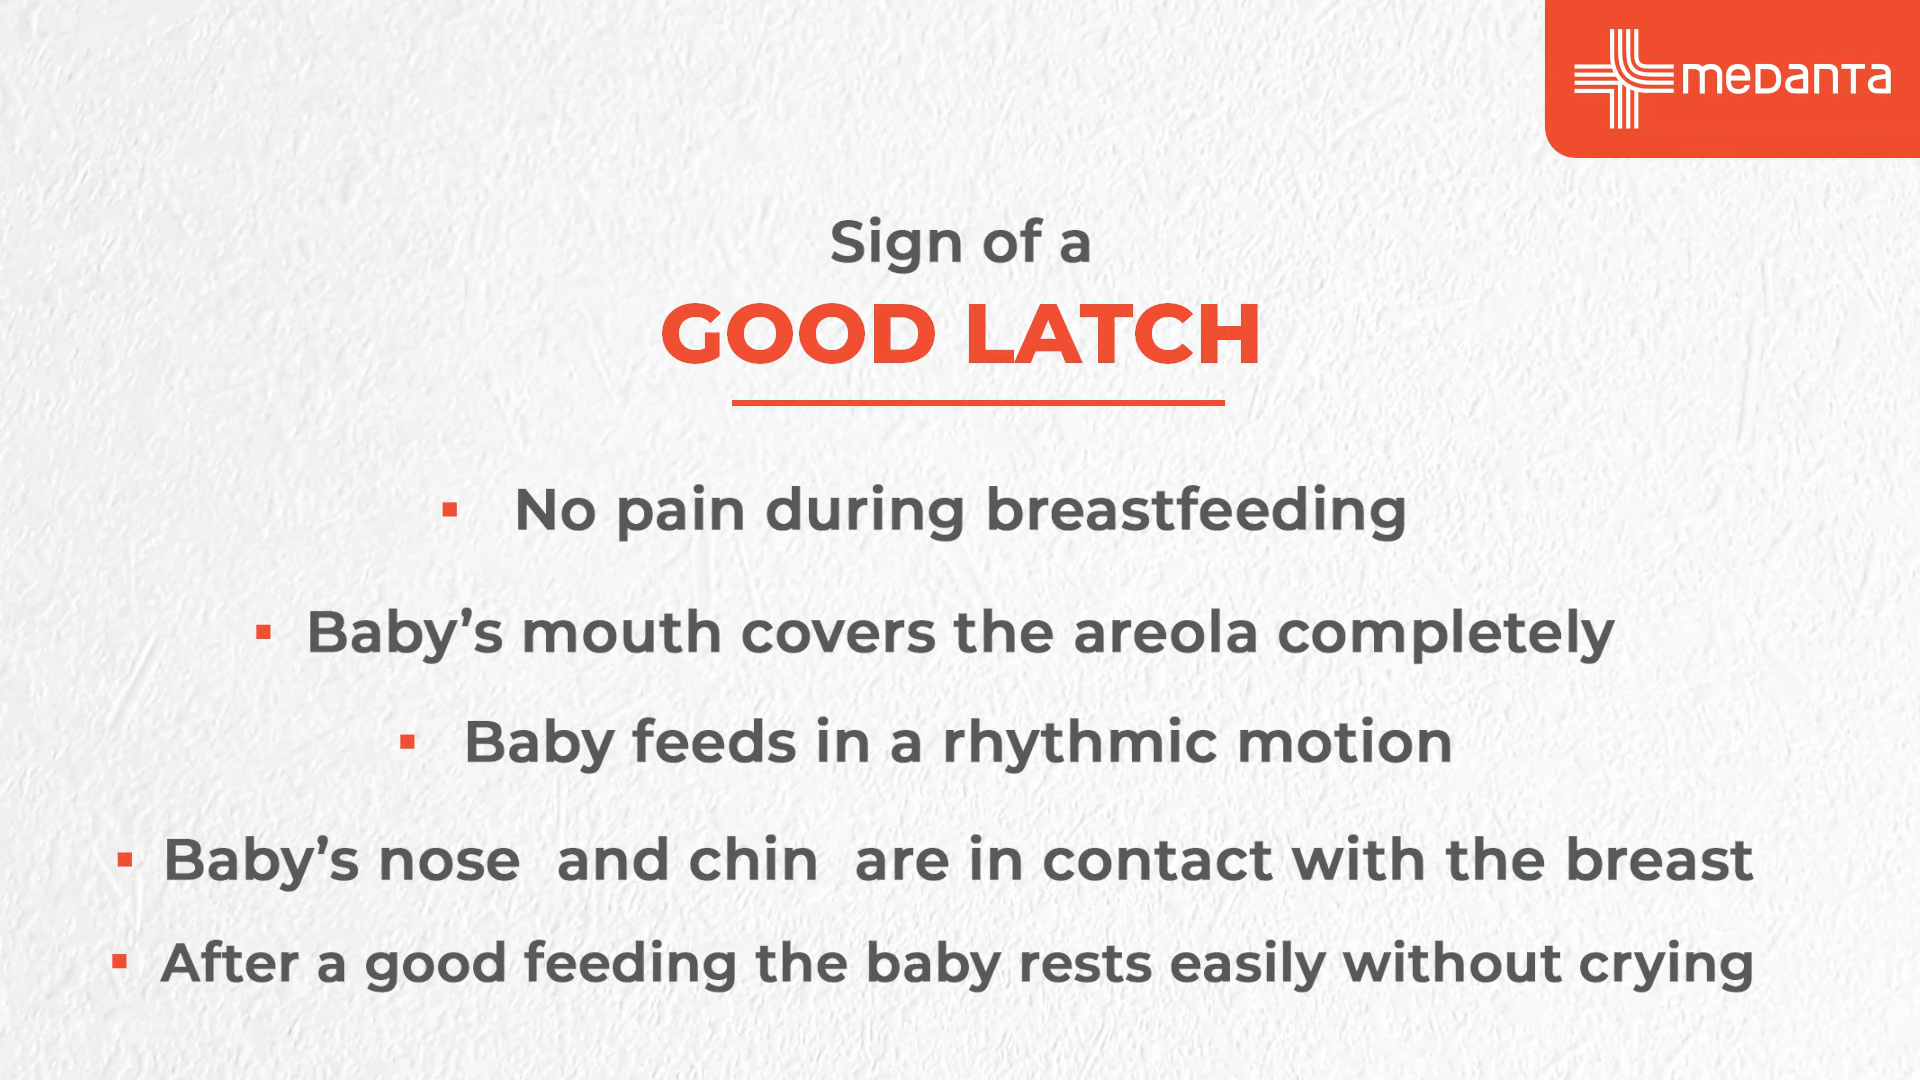 meDanTa
Sign of a
GOOD LATCH
▪ No pain during breastfeeding
▪ Baby’s mouth covers the areola completely
▪ Baby feeds in a rhythmic motion
▪ Baby’s nose  and chin  are in contact with the breast
▪ After a good feeding the baby rests easily without crying